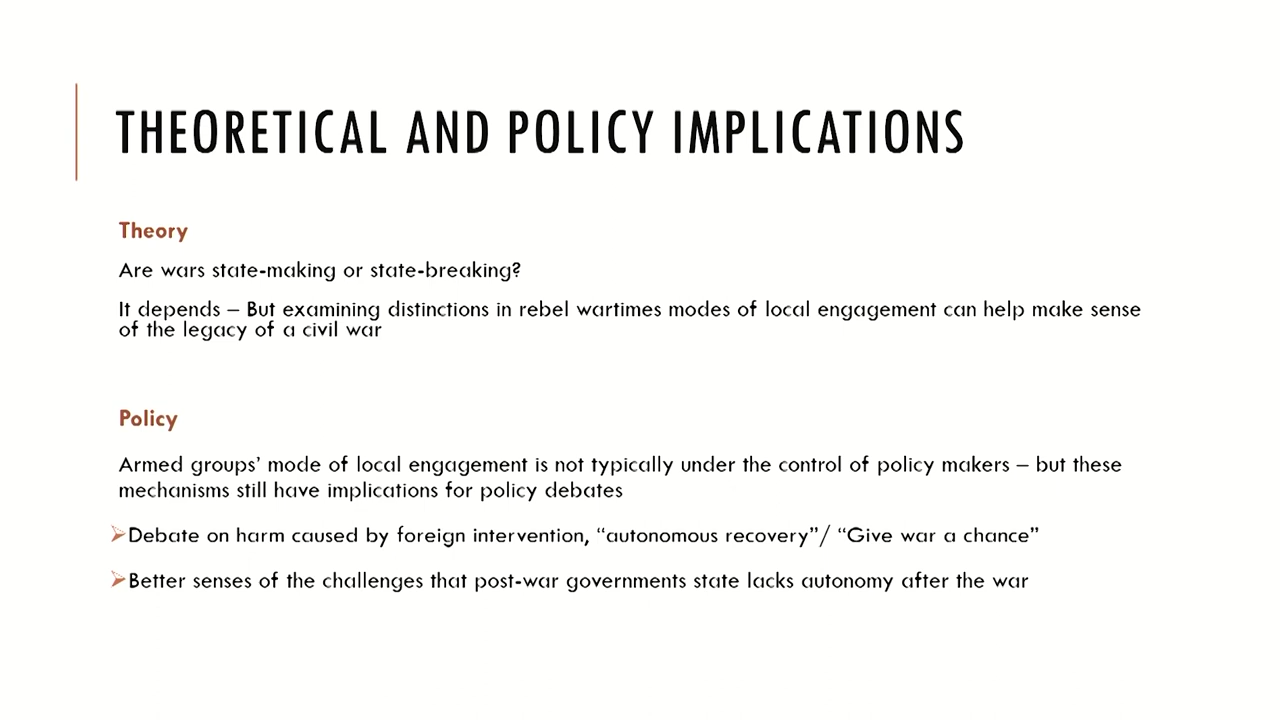 THEORETICAL AND POLICY IMPLICATIONS
Theory
Are wars state-making or state-breaking?
It depends – But examining distinctions in rebel wartimes modes of local engagement can help make sense
of the legacy of a civil war
Policy
Armed groups’ mode of local engagement is not typically under the control of policy makers – but these
mechanisms still have implications for policy debates
➢Debate on harm caused by foreign intervention, “autonomous recovery”/ “Give war a chance”
➢Better senses of the challenges that post-war governments state lacks autonomy after the war